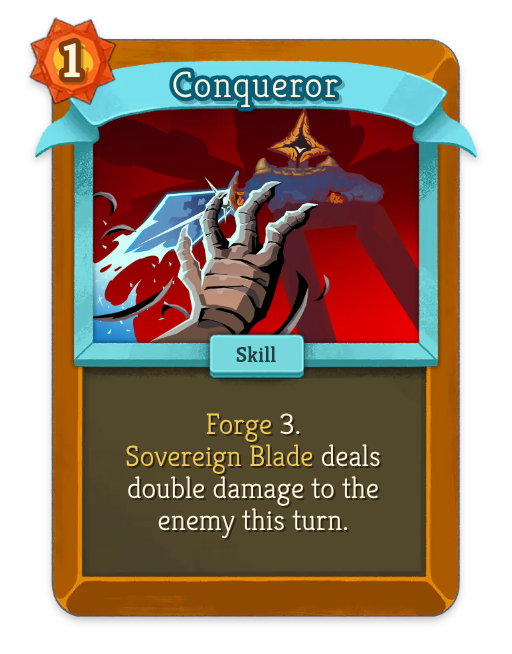 1
Conqueror
Skill
Forge 3.
Sovereign Blade deals
double damage to the
enemy this turn.